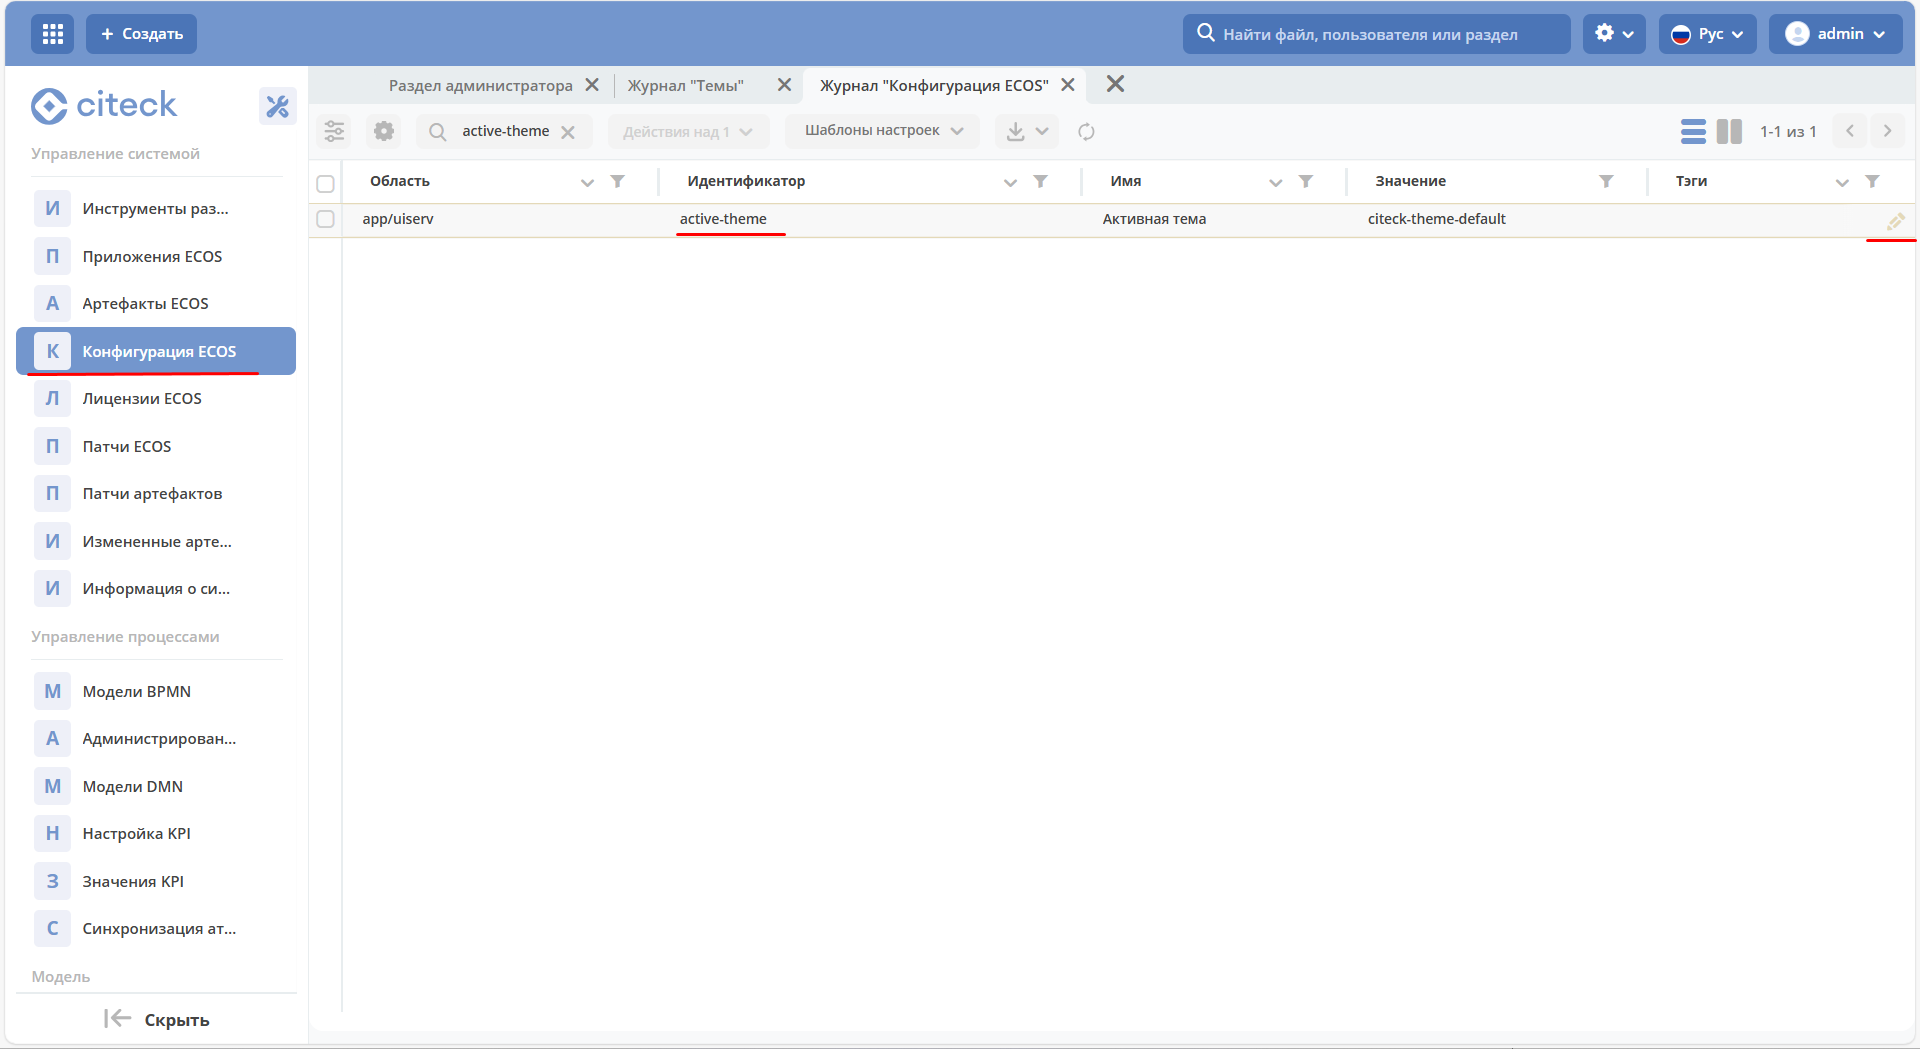 + Создать
Найти файл, пользователя или раздел
Рус
admin
citeck
Раздел администратора
Журнал "Темы"
Журнал "Конфигурация ECOS"
active-theme
Действия над 1
Шаблоны настроек
1-1 из 1
Управление системой
И Инструменты раз...
П Приложения ECOS
А Артефакты ECOS
К Конфигурация ECOS
Л Лицензии ECOS
П Патчи ECOS
П Патчи артефактов
И Измененные арте...
И Информация о си...
Управление процессами
М Модели BPMN
А Администрирован...
М Модели DMN
Н Настройка KPI
З Значения KPI
С Синхронизация ат...
Модель
Скрыть
Область Идентификатор Имя Значение Тэги
app/uiserv active-theme Активная тема citeck-theme-default